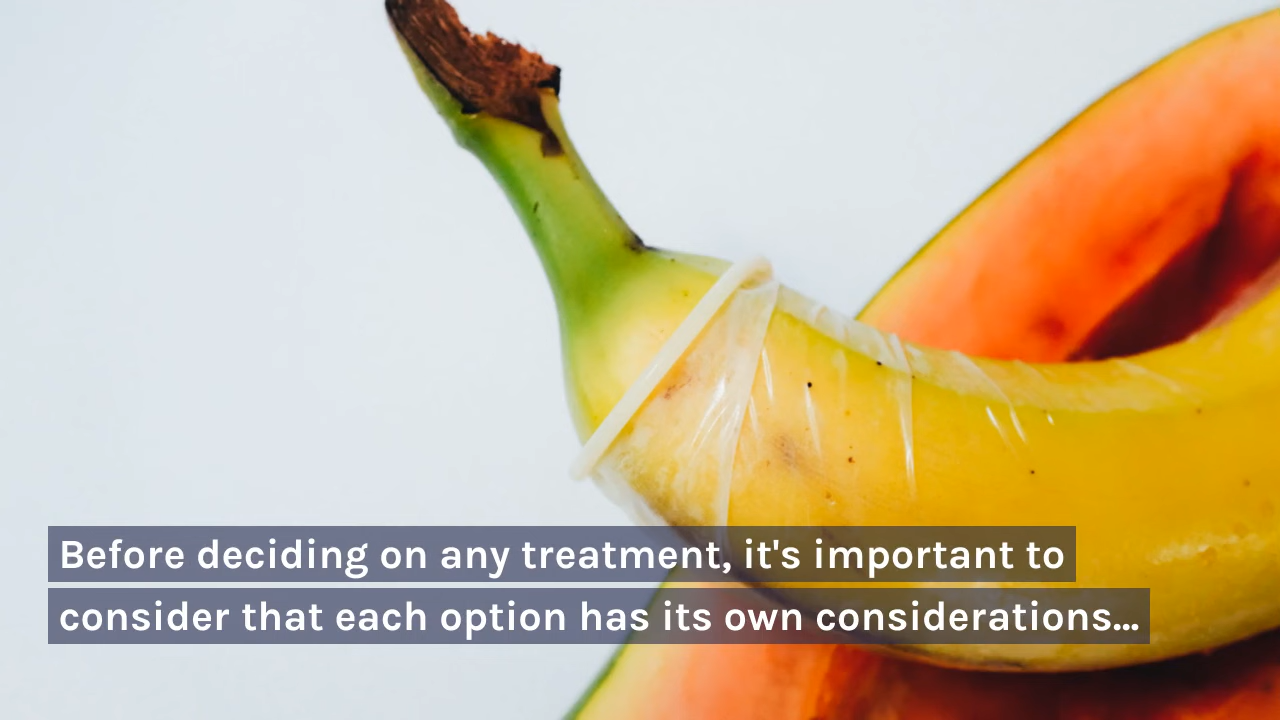 Before deciding on any treatment, it's important to
consider that each option has its own considerations...